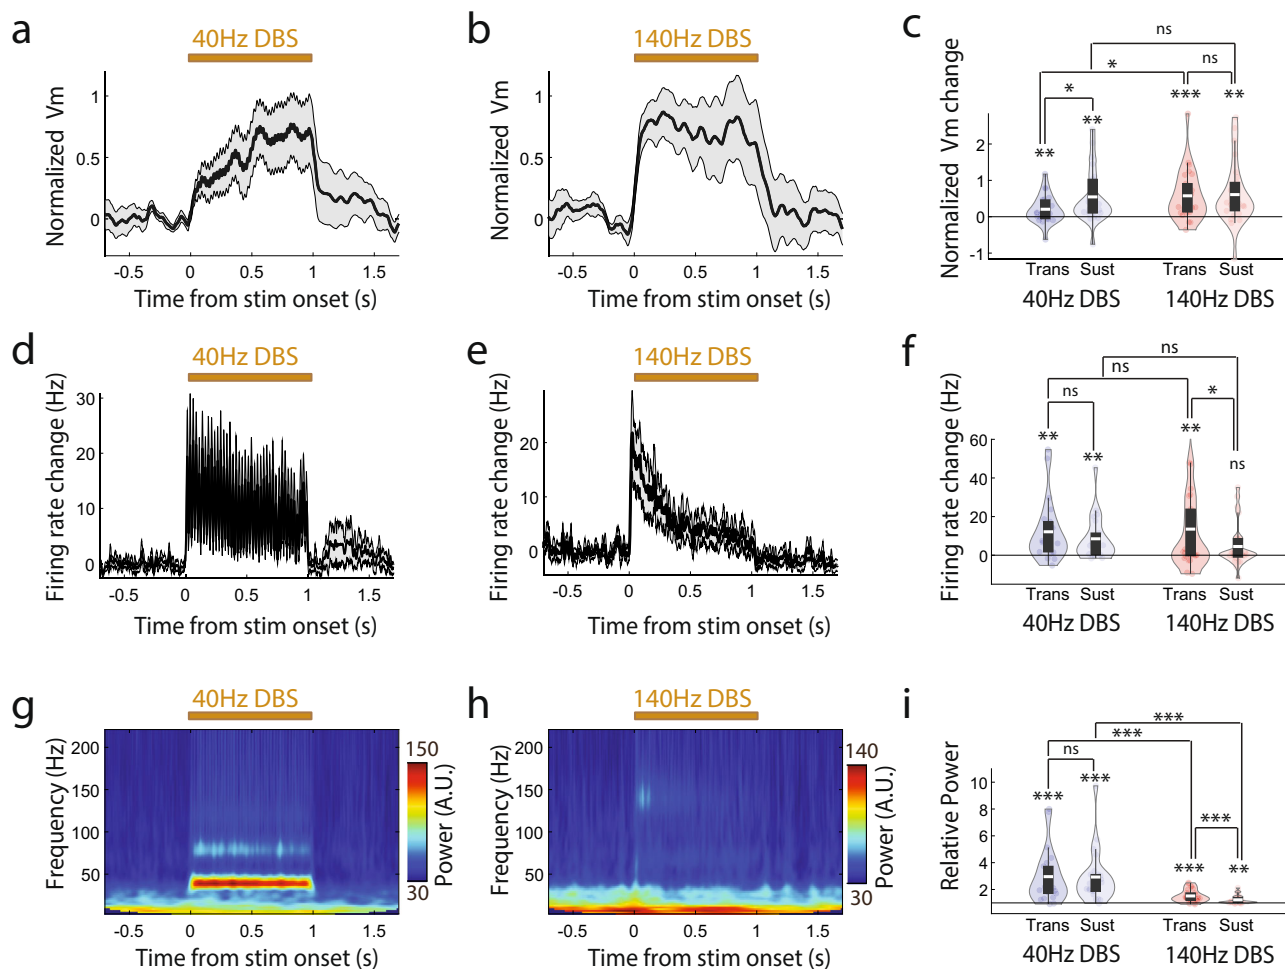 a
40Hz DBS
Normalized Vm
1
0.5
0
-0.5 0 0.5 1 1.5
Time from stim onset (s)
b
140Hz DBS
Normalized Vm
1
0.5
0
-0.5 0 0.5 1 1.5
Time from stim onset (s)
c
Normalized Vm change
ns
* ns
* *** **
** **
2
1
0
-1
Trans Sust Trans Sust
40Hz DBS 140Hz DBS
d
40Hz DBS
Firing rate change (Hz)
30
20
10
0
-0.5 0 0.5 1 1.5
Time from stim onset (s)
e
140Hz DBS
Firing rate change (Hz)
20
10
0
-0.5 0 0.5 1 1.5
Time from stim onset (s)
f
Firing rate change (Hz)
ns
ns
ns *
** ** ** ns
60
40
20
0
Trans Sust Trans Sust
40Hz DBS 140Hz DBS
g
40Hz DBS
Frequency (Hz)
200
150
100
50
-0.5 0 0.5 1 1.5
Time from stim onset (s)
150
Power (A.U.)
30
h
140Hz DBS
Frequency (Hz)
200
150
100
50
-0.5 0 0.5 1 1.5
Time from stim onset (s)
140
Power (A.U.)
30
i
Relative Power
***
***
ns
*** ***
***
*** **
10
8
6
4
2
Trans Sust Trans Sust
40Hz DBS 140Hz DBS